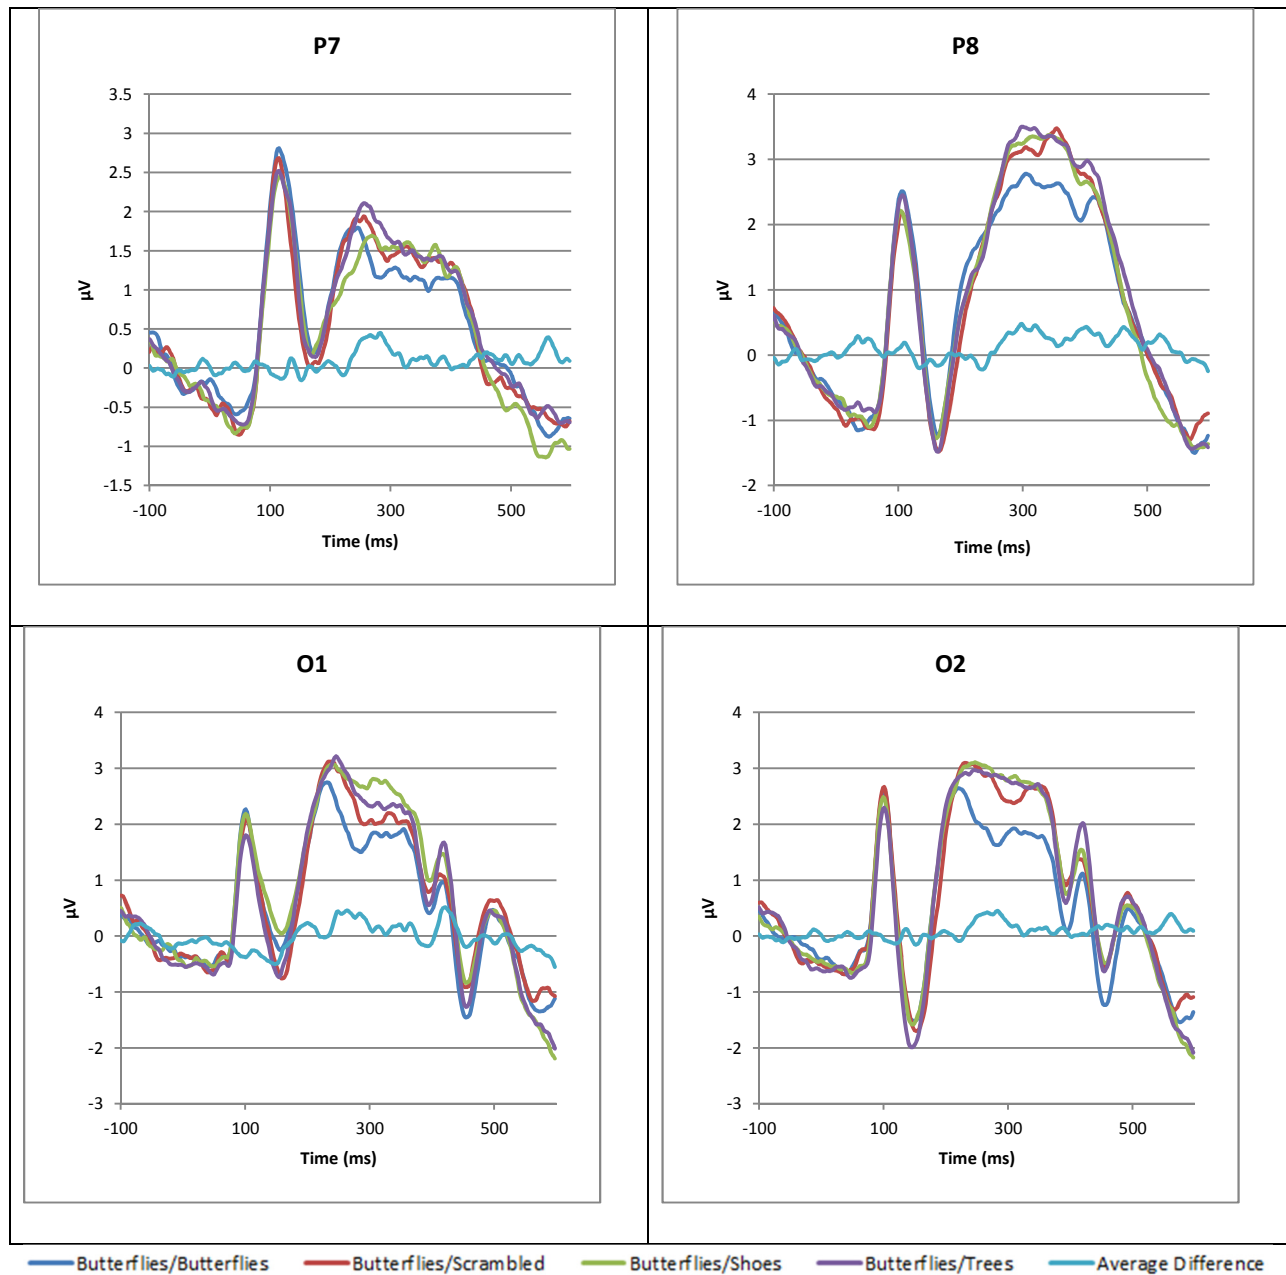 P7
3.5
3
2.5
2
1.5
1
0.5
0
-0.5
-1
-1.5
µV
-100 100 300 500
Time (ms)
P8
4
3
2
1
0
-1
-2
µV
-100 100 300 500
Time (ms)
O1
4
3
2
1
0
-1
-2
-3
µV
-100 100 300 500
Time (ms)
O2
4
3
2
1
0
-1
-2
-3
µV
-100 100 300 500
Time (ms)
Butterflies/Butterflies Butterflies/Scrambled Butterflies/Shoes Butterflies/Trees Average Difference